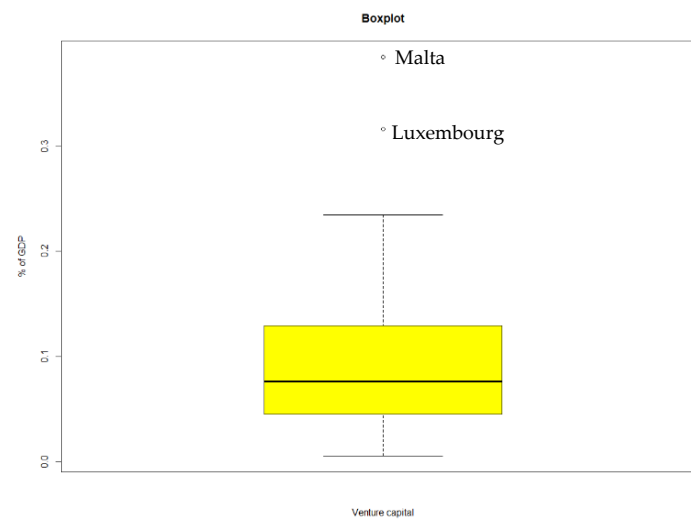 Boxplot
Malta
Luxembourg
0.3
0.2
0.1
0.0
% of GDP
Venture capital